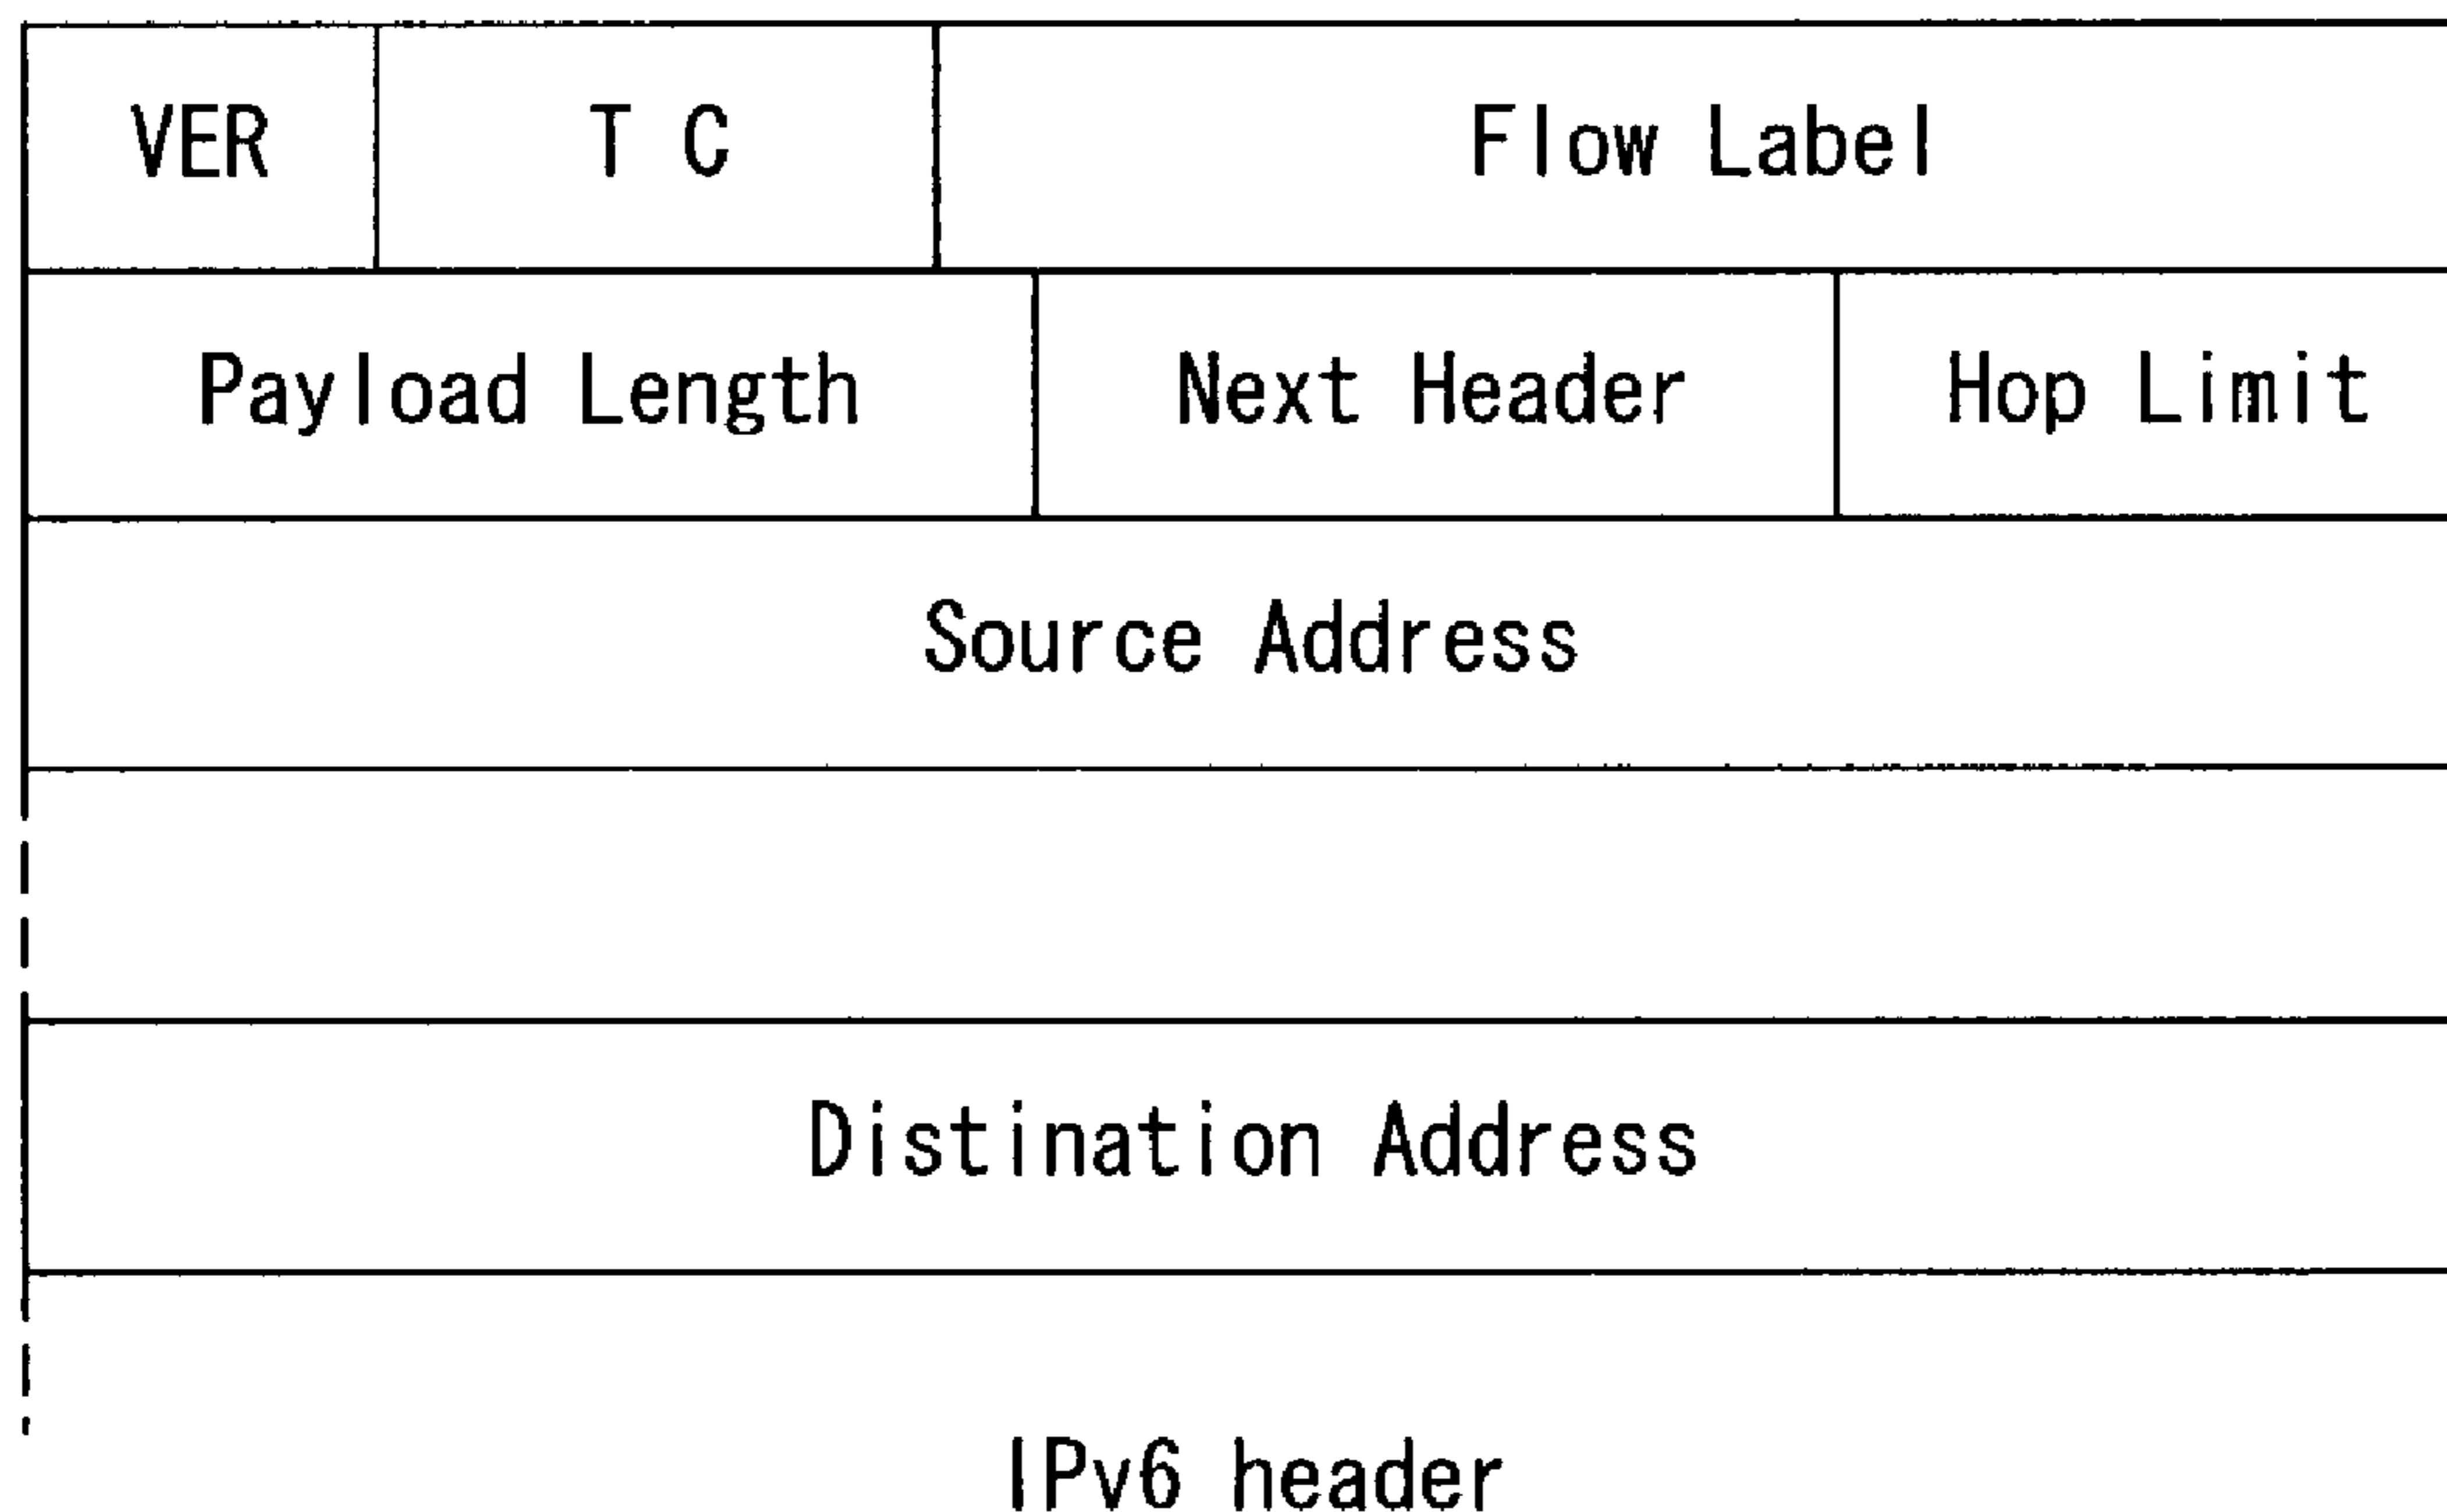 VER T C Flow Label
Payload Length Next Header Hop Limit
Source Address
Distination Address
IPv6 header